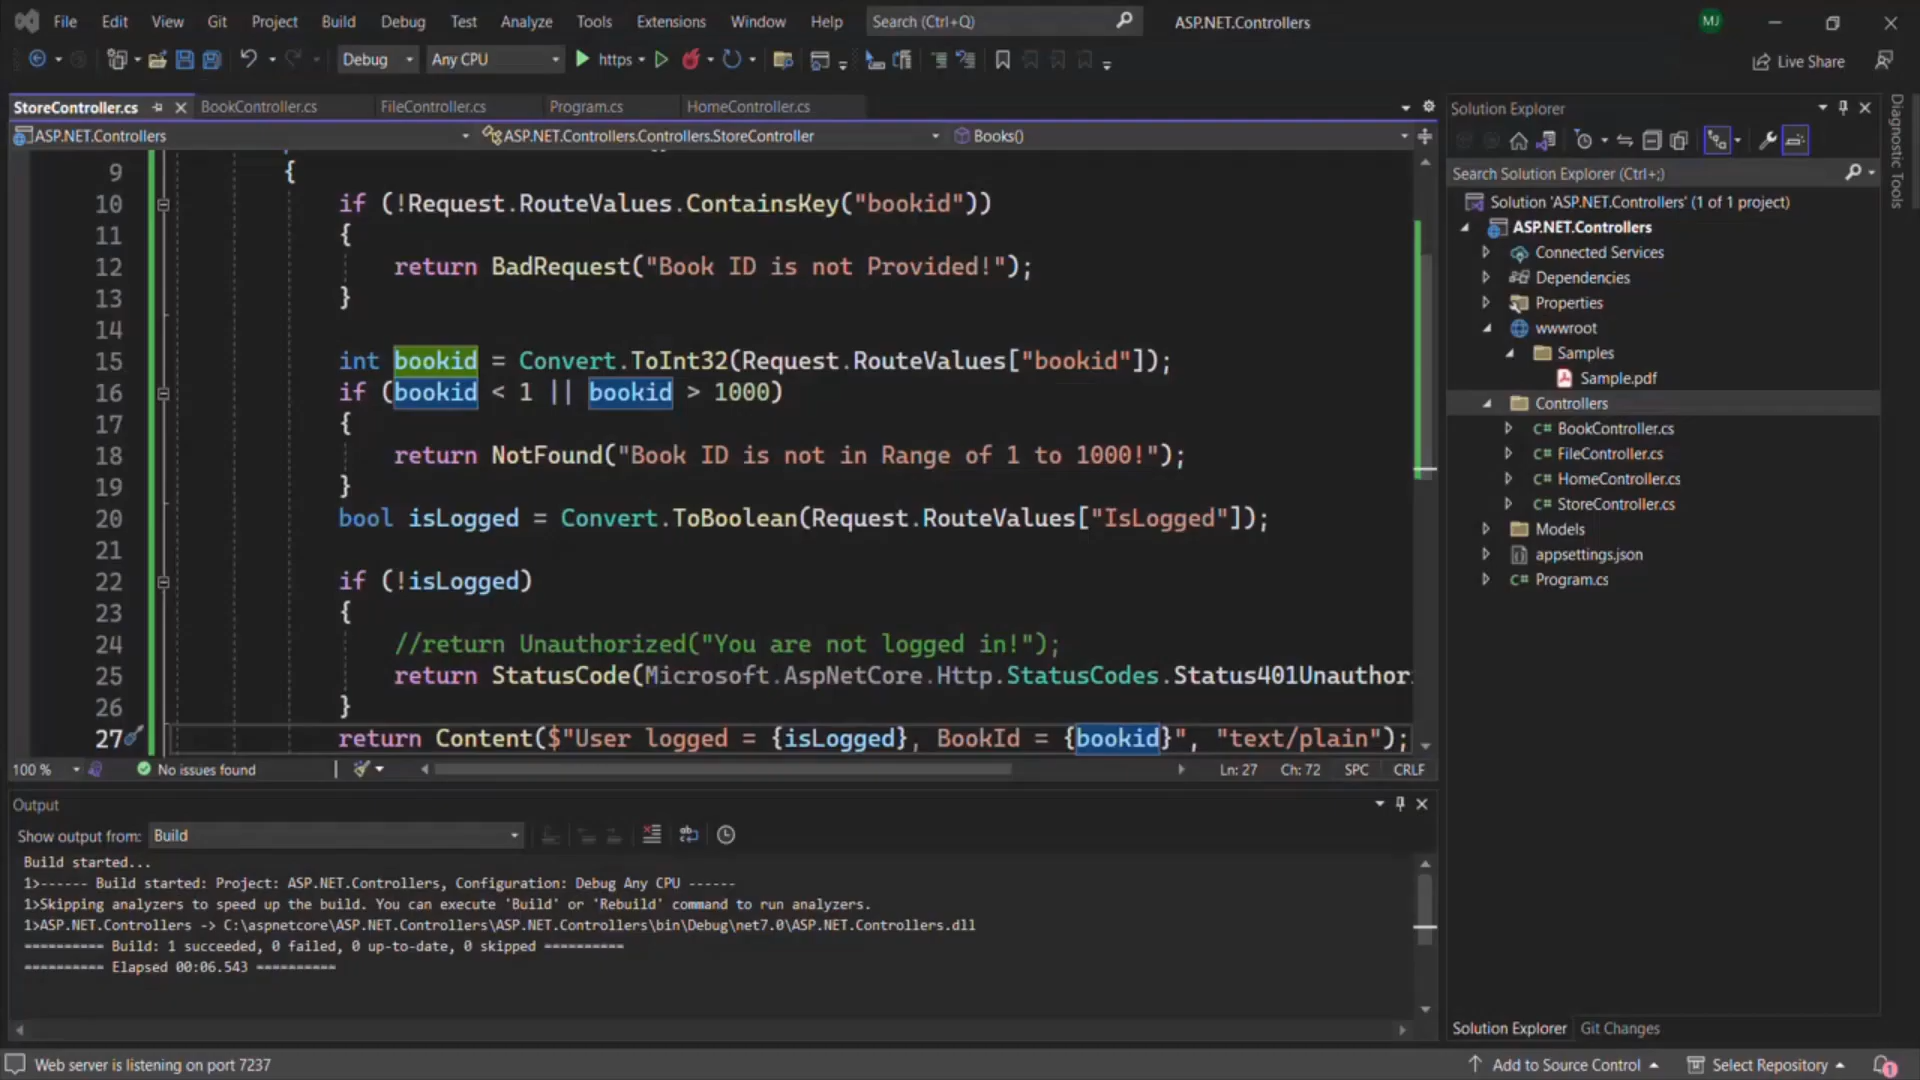 File Edit View Git Project Build Debug Test Analyze Tools Extensions Window Help Search (Ctrl+Q) ASP.NET.Controllers MJ
Debug Any CPU https Live Share
StoreController.cs BookController.cs FileController.cs Program.cs HomeController.cs
ASP.NET.Controllers ASP.NET.Controllers.Controllers.StoreController Books()
9 {
10 if (!Request.RouteValues.ContainsKey("bookid"))
11 {
12 return BadRequest("Book ID is not Provided!");
13 }
14
15 int bookid = Convert.ToInt32(Request.RouteValues["bookid"]);
16 if (bookid < 1 || bookid > 1000)
17 {
18 return NotFound("Book ID is not in Range of 1 to 1000!");
19 }
20 bool isLogged = Convert.ToBoolean(Request.RouteValues["IsLogged"]);
21
22 if (!isLogged)
23 {
24 //return Unauthorized("You are not logged in!");
25 return StatusCode(Microsoft.AspNetCore.Http.StatusCodes.Status401Unauthor
26 }
27 return Content($"User logged = {isLogged}, BookId = {bookid}", "text/plain");
100 % No issues found Ln: 27 Ch: 72 SPC CRLF
Output
Show output from: Build
Build started...
1>------ Build started: Project: ASP.NET.Controllers, Configuration: Debug Any CPU ------
1>Skipping analyzers to speed up the build. You can execute 'Build' or 'Rebuild' command to run analyzers.
1>ASP.NET.Controllers -> C:\aspnetcore\ASP.NET.Controllers\ASP.NET.Controllers\bin\Debug\net7.0\ASP.NET.Controllers.dll
========== Build: 1 succeeded, 0 failed, 0 up-to-date, 0 skipped ==========
========== Elapsed 00:06.543 ==========
Solution Explorer
Search Solution Explorer (Ctrl+;)
Solution 'ASP.NET.Controllers' (1 of 1 project)
ASP.NET.Controllers
Connected Services
Dependencies
Properties
wwwroot
Samples
Sample.pdf
Controllers
C# BookController.cs
C# FileController.cs
C# HomeController.cs
C# StoreController.cs
Models
appsettings.json
C# Program.cs
Solution Explorer Git Changes
Diagnostic Tools
Web server is listening on port 7237 Add to Source Control Select Repository 1